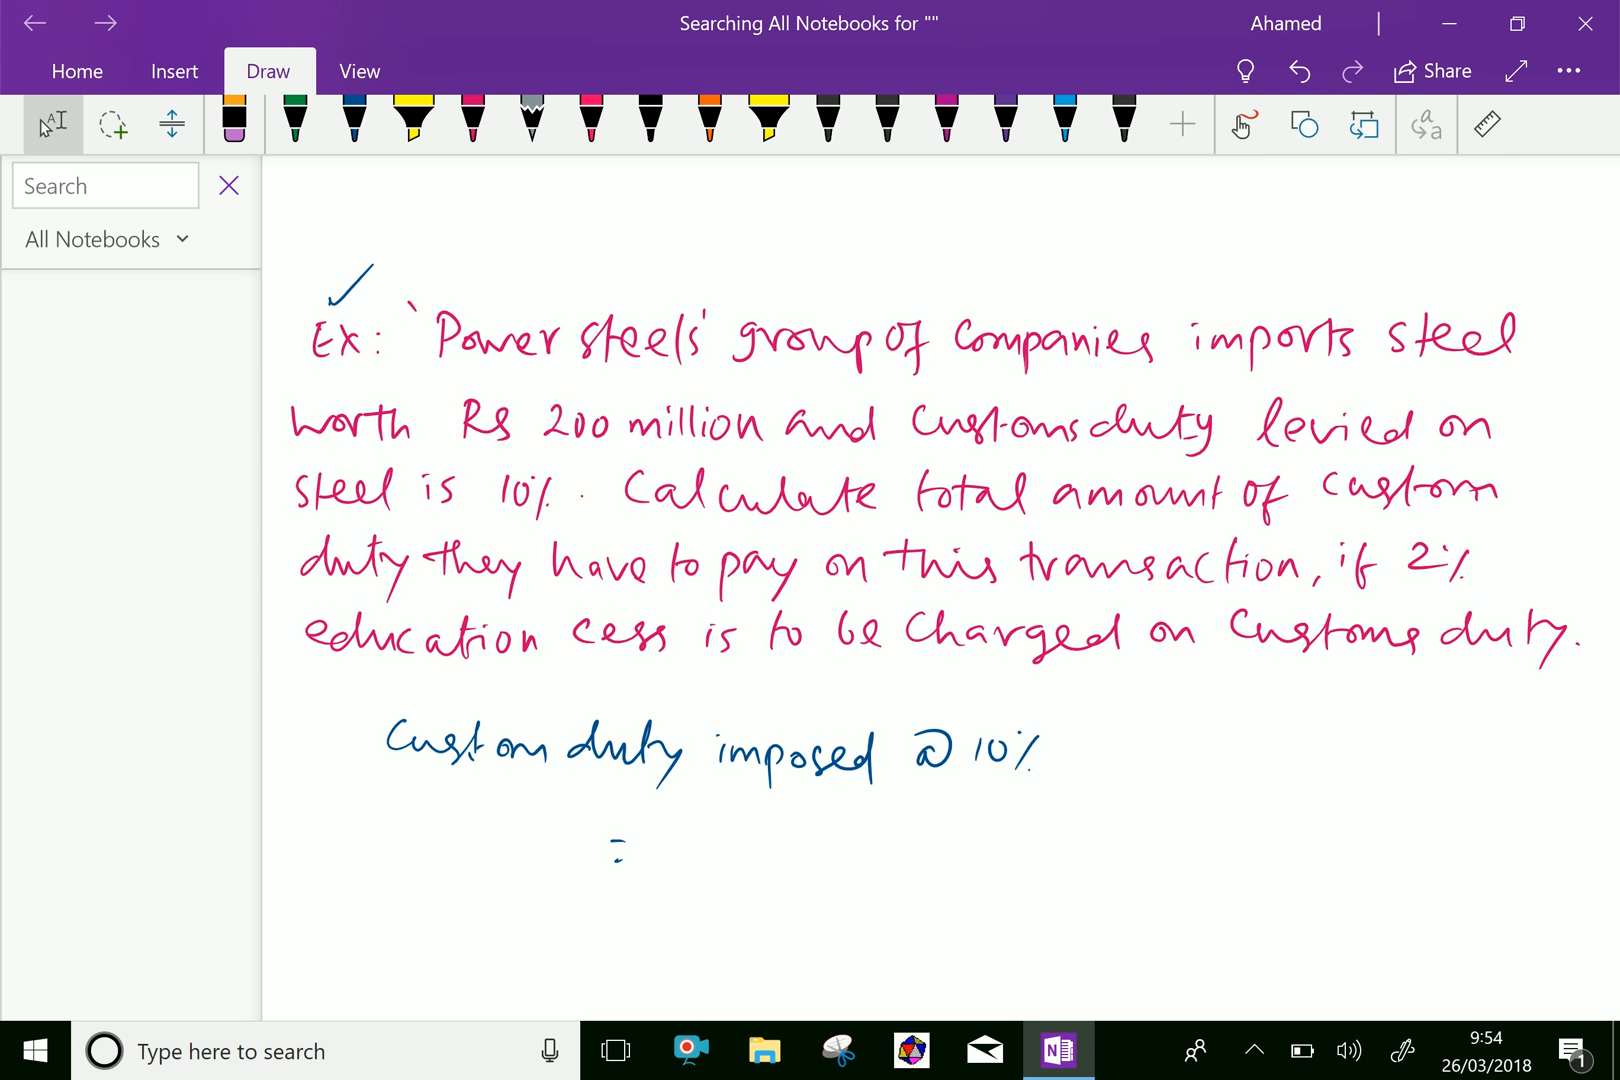 Searching All Notebooks for ""
Ahamed
Home Insert Draw View
Share
Search
All Notebooks
Ex: 'Power steels' group of Companies imports steel
worth Rs 200 million and Customs duty levied on
steel is 10%. Calculate total amount of custom
duty they have to pay on this transaction, if 2%
education cess is to be charged on Customs duty.
Custom duty imposed @ 10%
=
Type here to search
9:54
26/03/2018
1